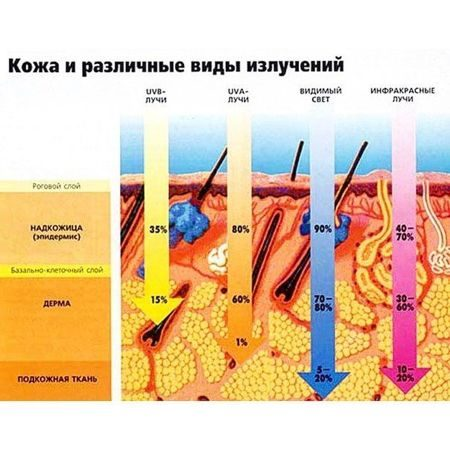 Кожа и различные виды излучений
UVB-
ЛУЧИ
UVA-
ЛУЧИ
ВИДИМЫЙ
СВЕТ
ИНФРАКРАСНЫЕ
ЛУЧИ
Роговой слой
НАДКОЖИЦА
(эпидермис)
35%
80%
90%
40–
70%
Базально-клеточный слой
ДЕРМА
15%
60%
70–
80%
30–
60%
1%
ПОДКОЖНАЯ ТКАНЬ
5–
20%
10–
20%